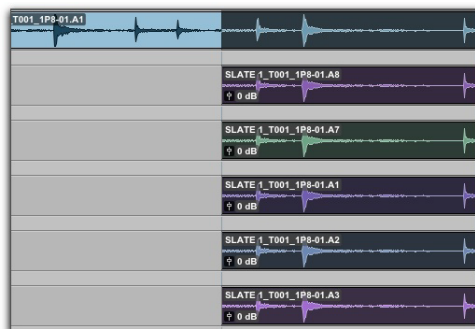 T001_1P8-01.A1
SLATE 1_T001_1P8-01.A8
0 dB
SLATE 1_T001_1P8-01.A7
0 dB
SLATE 1_T001_1P8-01.A1
0 dB
SLATE 1_T001_1P8-01.A2
0 dB
SLATE 1_T001_1P8-01.A3
0 dB